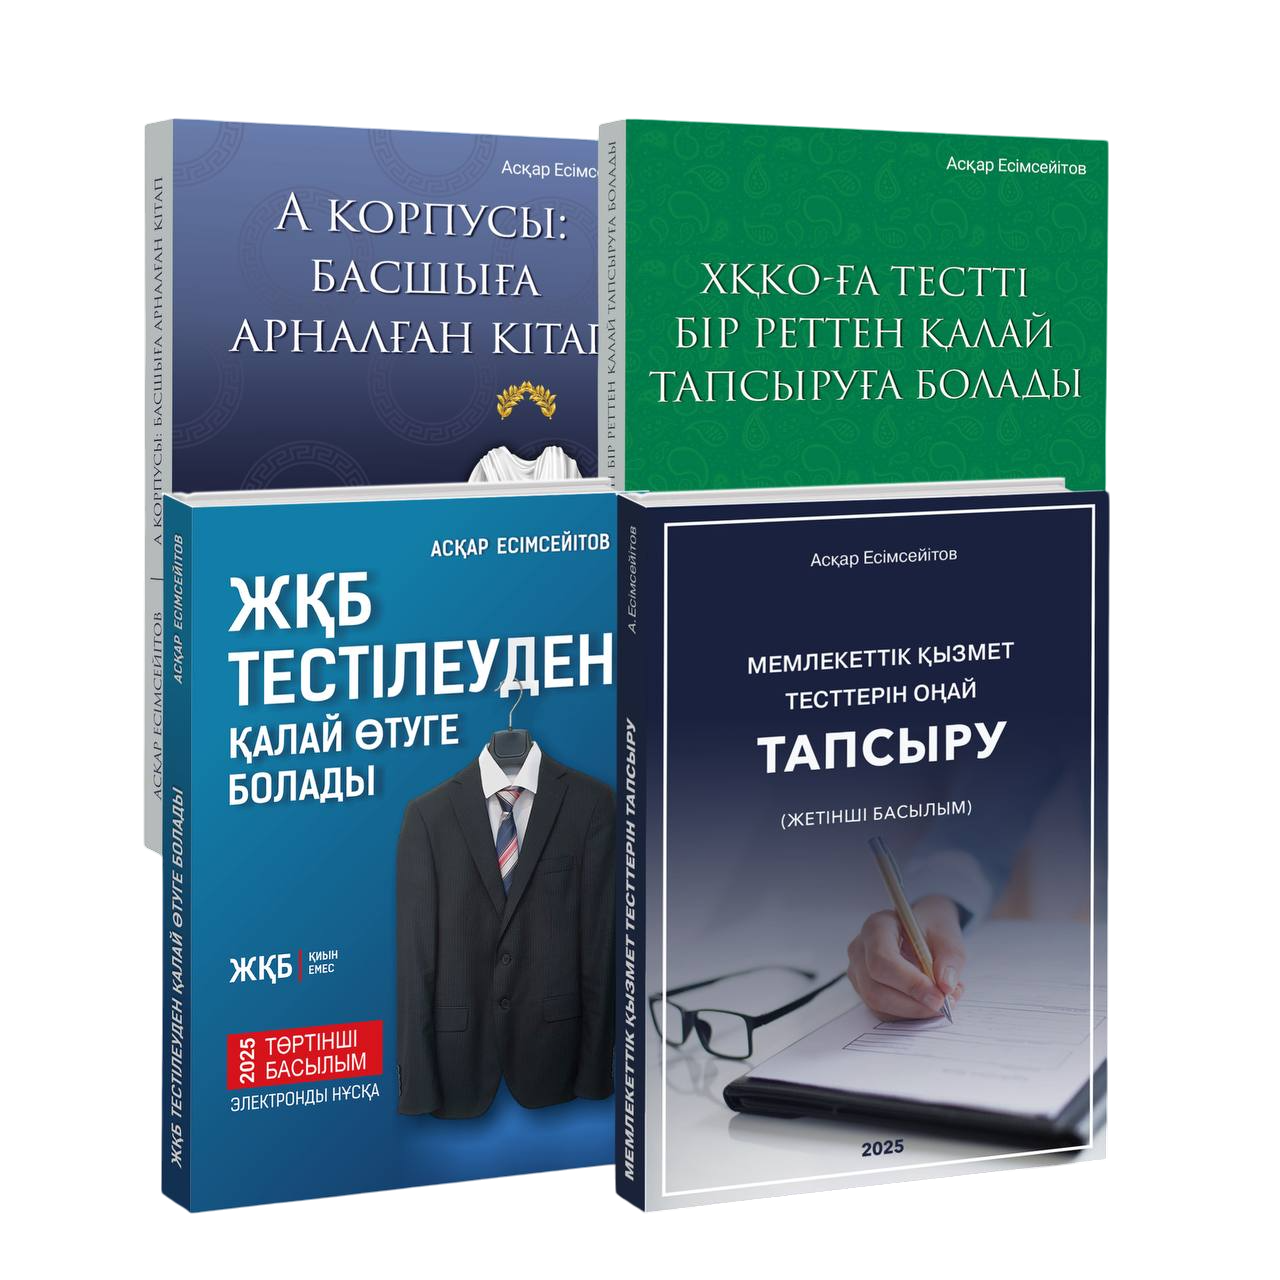 Асқар Есімсе
А КОРПУСЫ:
БАСШЫҒА
АРНАЛҒАН КІТАП
АСҚАР ЕСІМСЕЙІТОВ | А КОРПУСЫ: БАСШЫҒА АРНАЛҒАН КІТАП
Асқар Есімсейітов
ХҚКО-ҒА ТЕСТТІ
БІР РЕТТЕН ҚАЛАЙ
ТАПСЫРУҒА БОЛАДЫ
БІР РЕТТЕН ҚАЛАЙ ТАПСЫРУҒА БОЛАДЫ
АСҚАР ЕСІМСЕЙІТОВ
ЖҚБ
ТЕСТІЛЕУДЕН
ҚАЛАЙ ӨТУГЕ
БОЛАДЫ
ЖҚБ
ҚИЫН
ЕМЕС
2025
ТӨРТІНШІ
БАСЫЛЫМ
ЭЛЕКТРОНДЫ НҰСҚА
ЖҚБ ТЕСТІЛЕУДЕН ҚАЛАЙ ӨТУГЕ БОЛАДЫ АСҚАР ЕСІМСЕЙІТОВ
Асқар Есімсейітов
МЕМЛЕКЕТТІК ҚЫЗМЕТ
ТЕСТТЕРІН ОҢАЙ
ТАПСЫРУ
(ЖЕТІНШІ БАСЫЛЫМ)
2025
МЕМЛЕКЕТТІК ҚЫЗМЕТ ТЕСТТЕРІН ТАПСЫРУ А.Есімсейітов